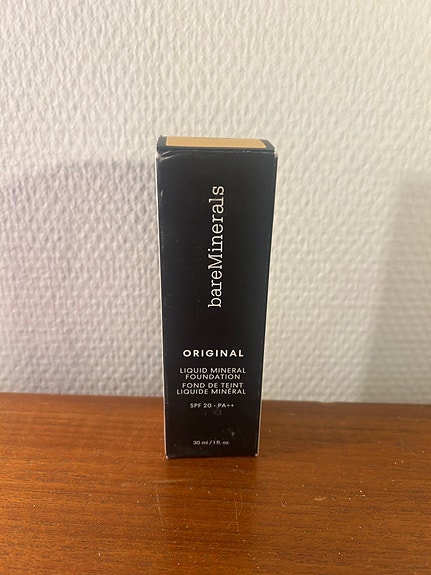 bareMinerals
ORIGINAL
LIQUID MINERAL
FOUNDATION
FOND DE TEINT
LIQUIDE MINÉRAL
SPF 20 · PA++
30 ml / 1 fl. oz.